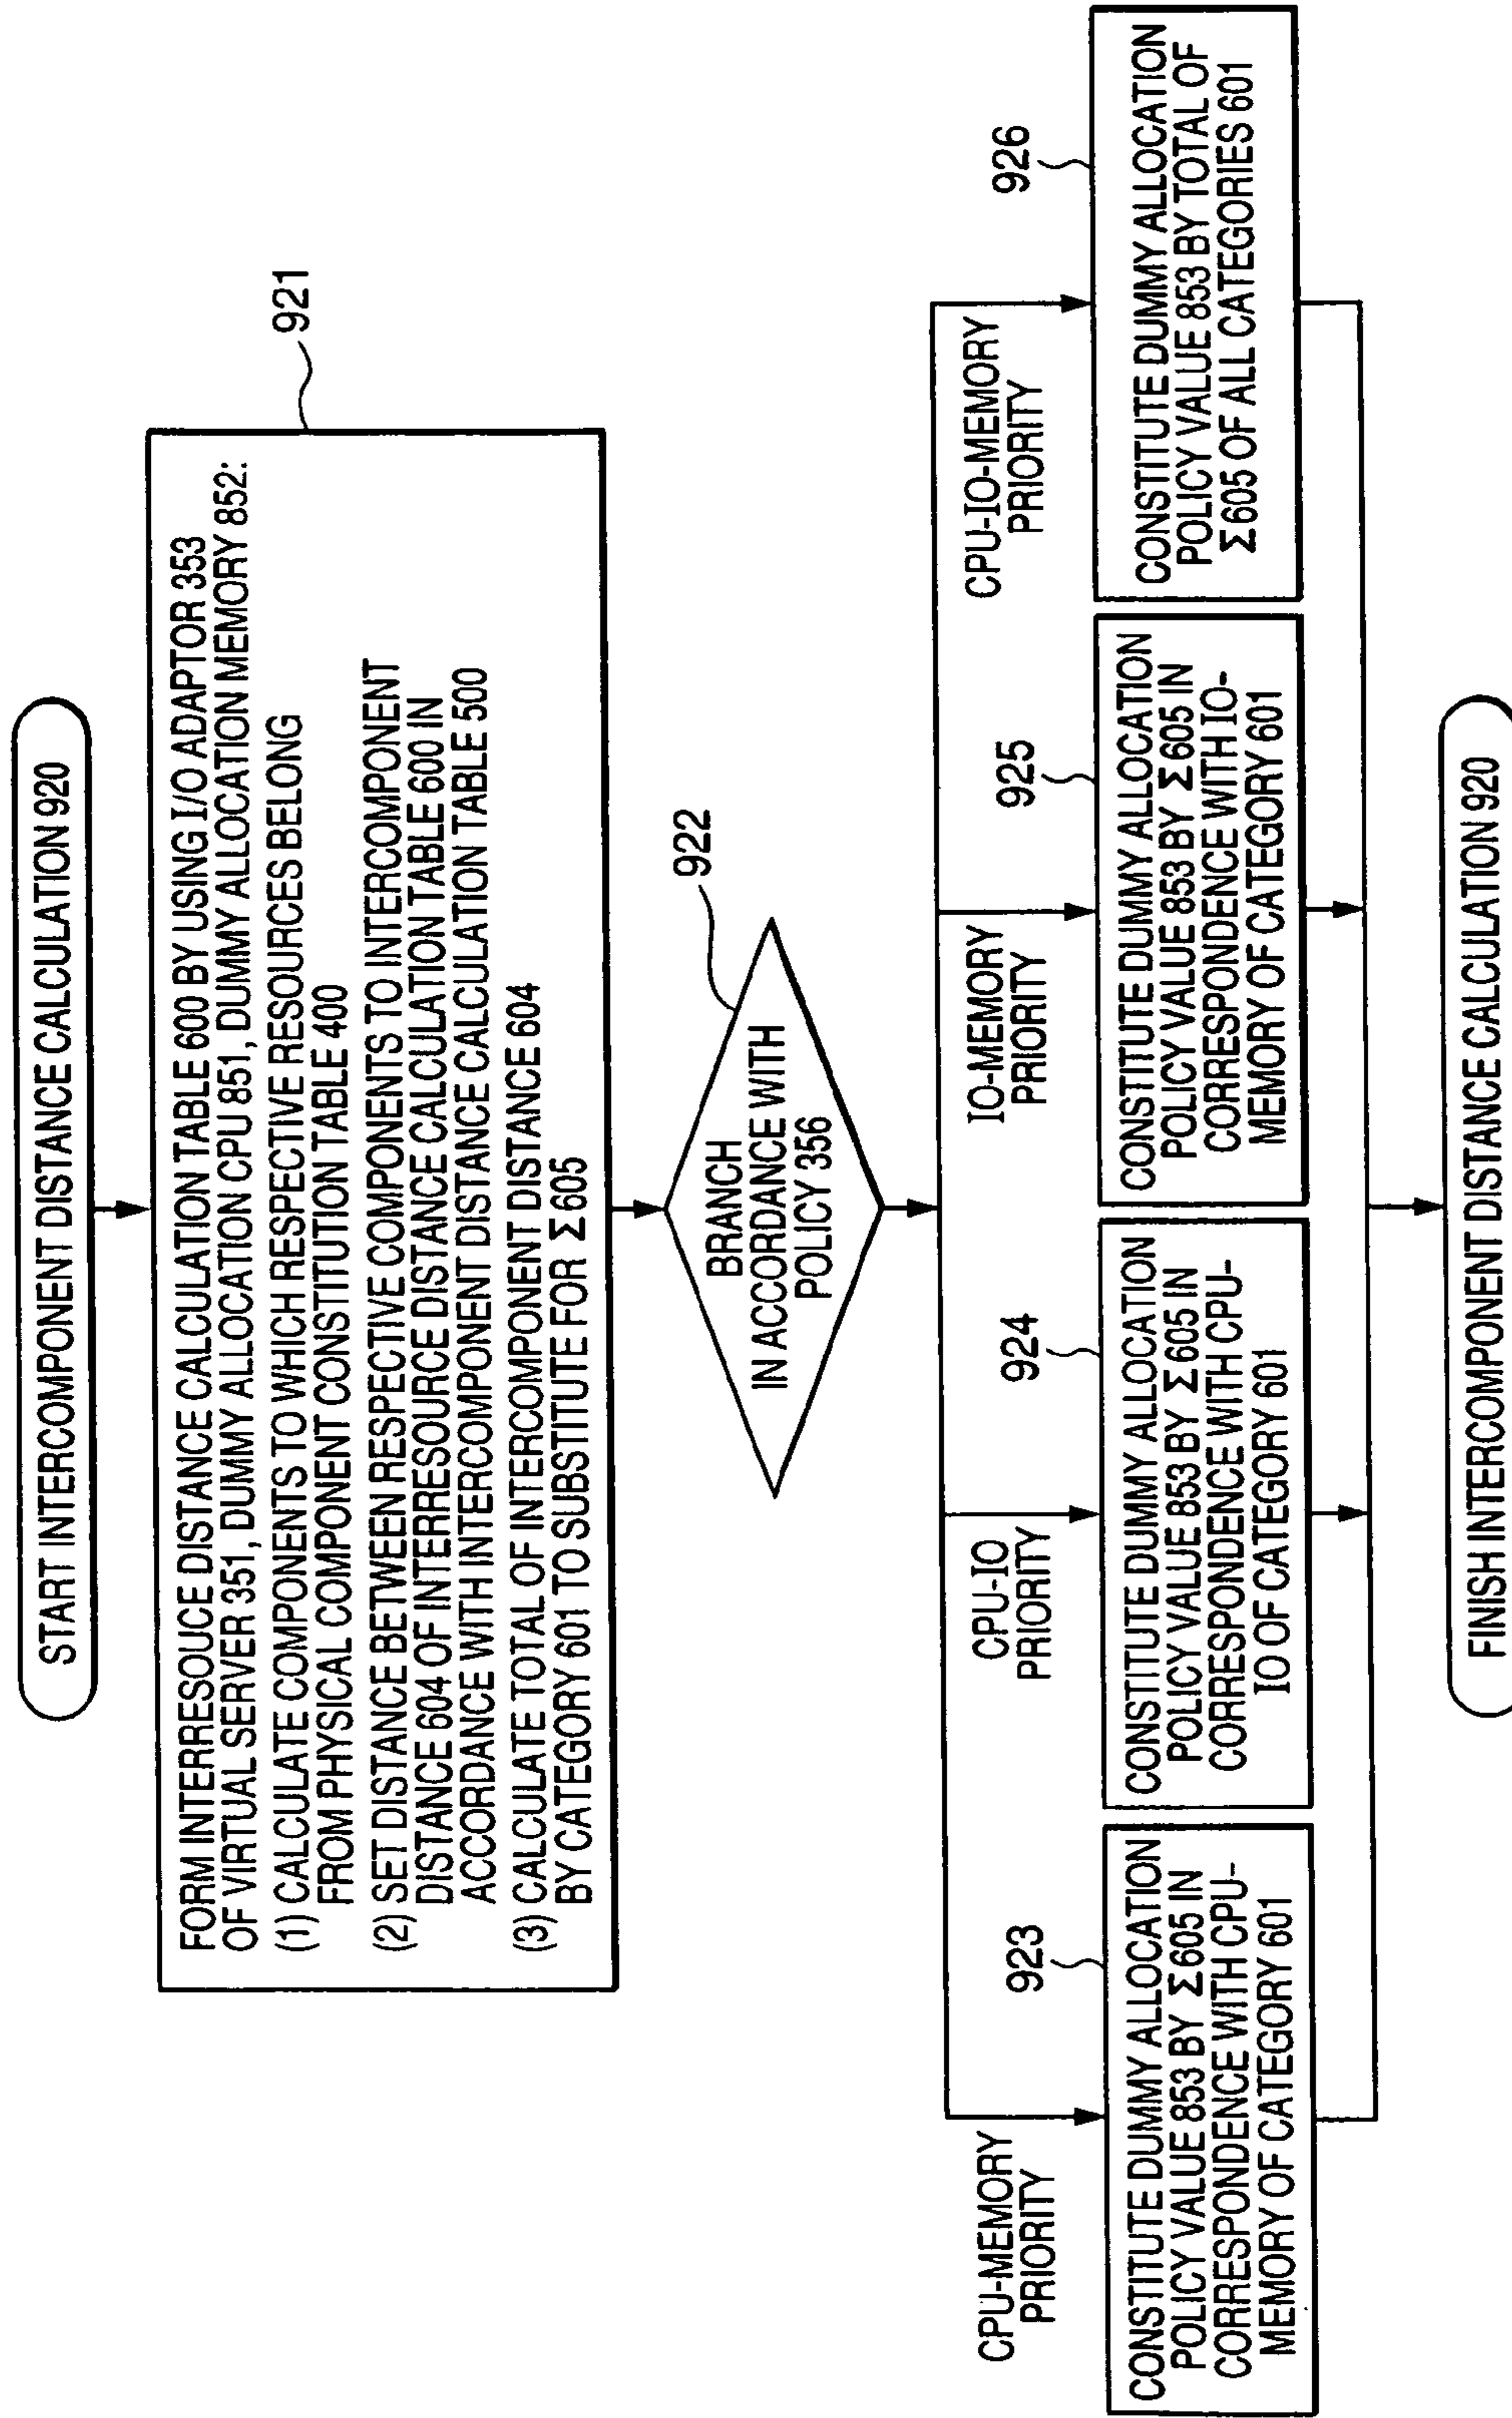 START INTERCOMPONENT DISTANCE CALCULATION 920
921
FORM INTERRESOUCE DISTANCE CALCULATION TABLE 600 BY USING I/O ADAPTOR 353
OF VIRTUAL SERVER 351, DUMMY ALLOCATION CPU 851, DUMMY ALLOCATION MEMORY 852:
(1) CALCULATE COMPONENTS TO WHICH RESPECTIVE RESOURCES BELONG
FROM PHYSICAL COMPONENT CONSTITUTION TABLE 400
(2) SET DISTANCE BETWEEN RESPECTIVE COMPONENTS TO INTERCOMPONENT
DISTANCE 604 OF INTERRESOURCE DISTANCE CALCULATION TABLE 600 IN
ACCORDANCE WITH INTERCOMPONENT DISTANCE CALCULATION TABLE 500
(3) CALCULATE TOTAL OF INTERCOMPONENT DISTANCE 604
BY CATEGORY 601 TO SUBSTITUTE FOR Σ605
922
BRANCH
IN ACCORDANCE WITH
POLICY 356
CPU-MEMORY
PRIORITY
923
CONSTITUTE DUMMY ALLOCATION
POLICY VALUE 853 BY Σ605 IN
CORRESPONDENCE WITH CPU-
MEMORY OF CATEGORY 601
CPU-IO
PRIORITY
924
CONSTITUTE DUMMY ALLOCATION
POLICY VALUE 853 BY Σ605 IN
CORRESPONDENCE WITH CPU-
IO OF CATEGORY 601
IO-MEMORY
PRIORITY
925
CONSTITUTE DUMMY ALLOCATION
POLICY VALUE 853 BY Σ605 IN
CORRESPONDENCE WITH IO-
MEMORY OF CATEGORY 601
CPU-IO-MEMORY
PRIORITY
926
CONSTITUTE DUMMY ALLOCATION
POLICY VALUE 853 BY TOTAL OF
Σ605 OF ALL CATEGORIES 601
FINISH INTERCOMPONENT DISTANCE CALCULATION 920